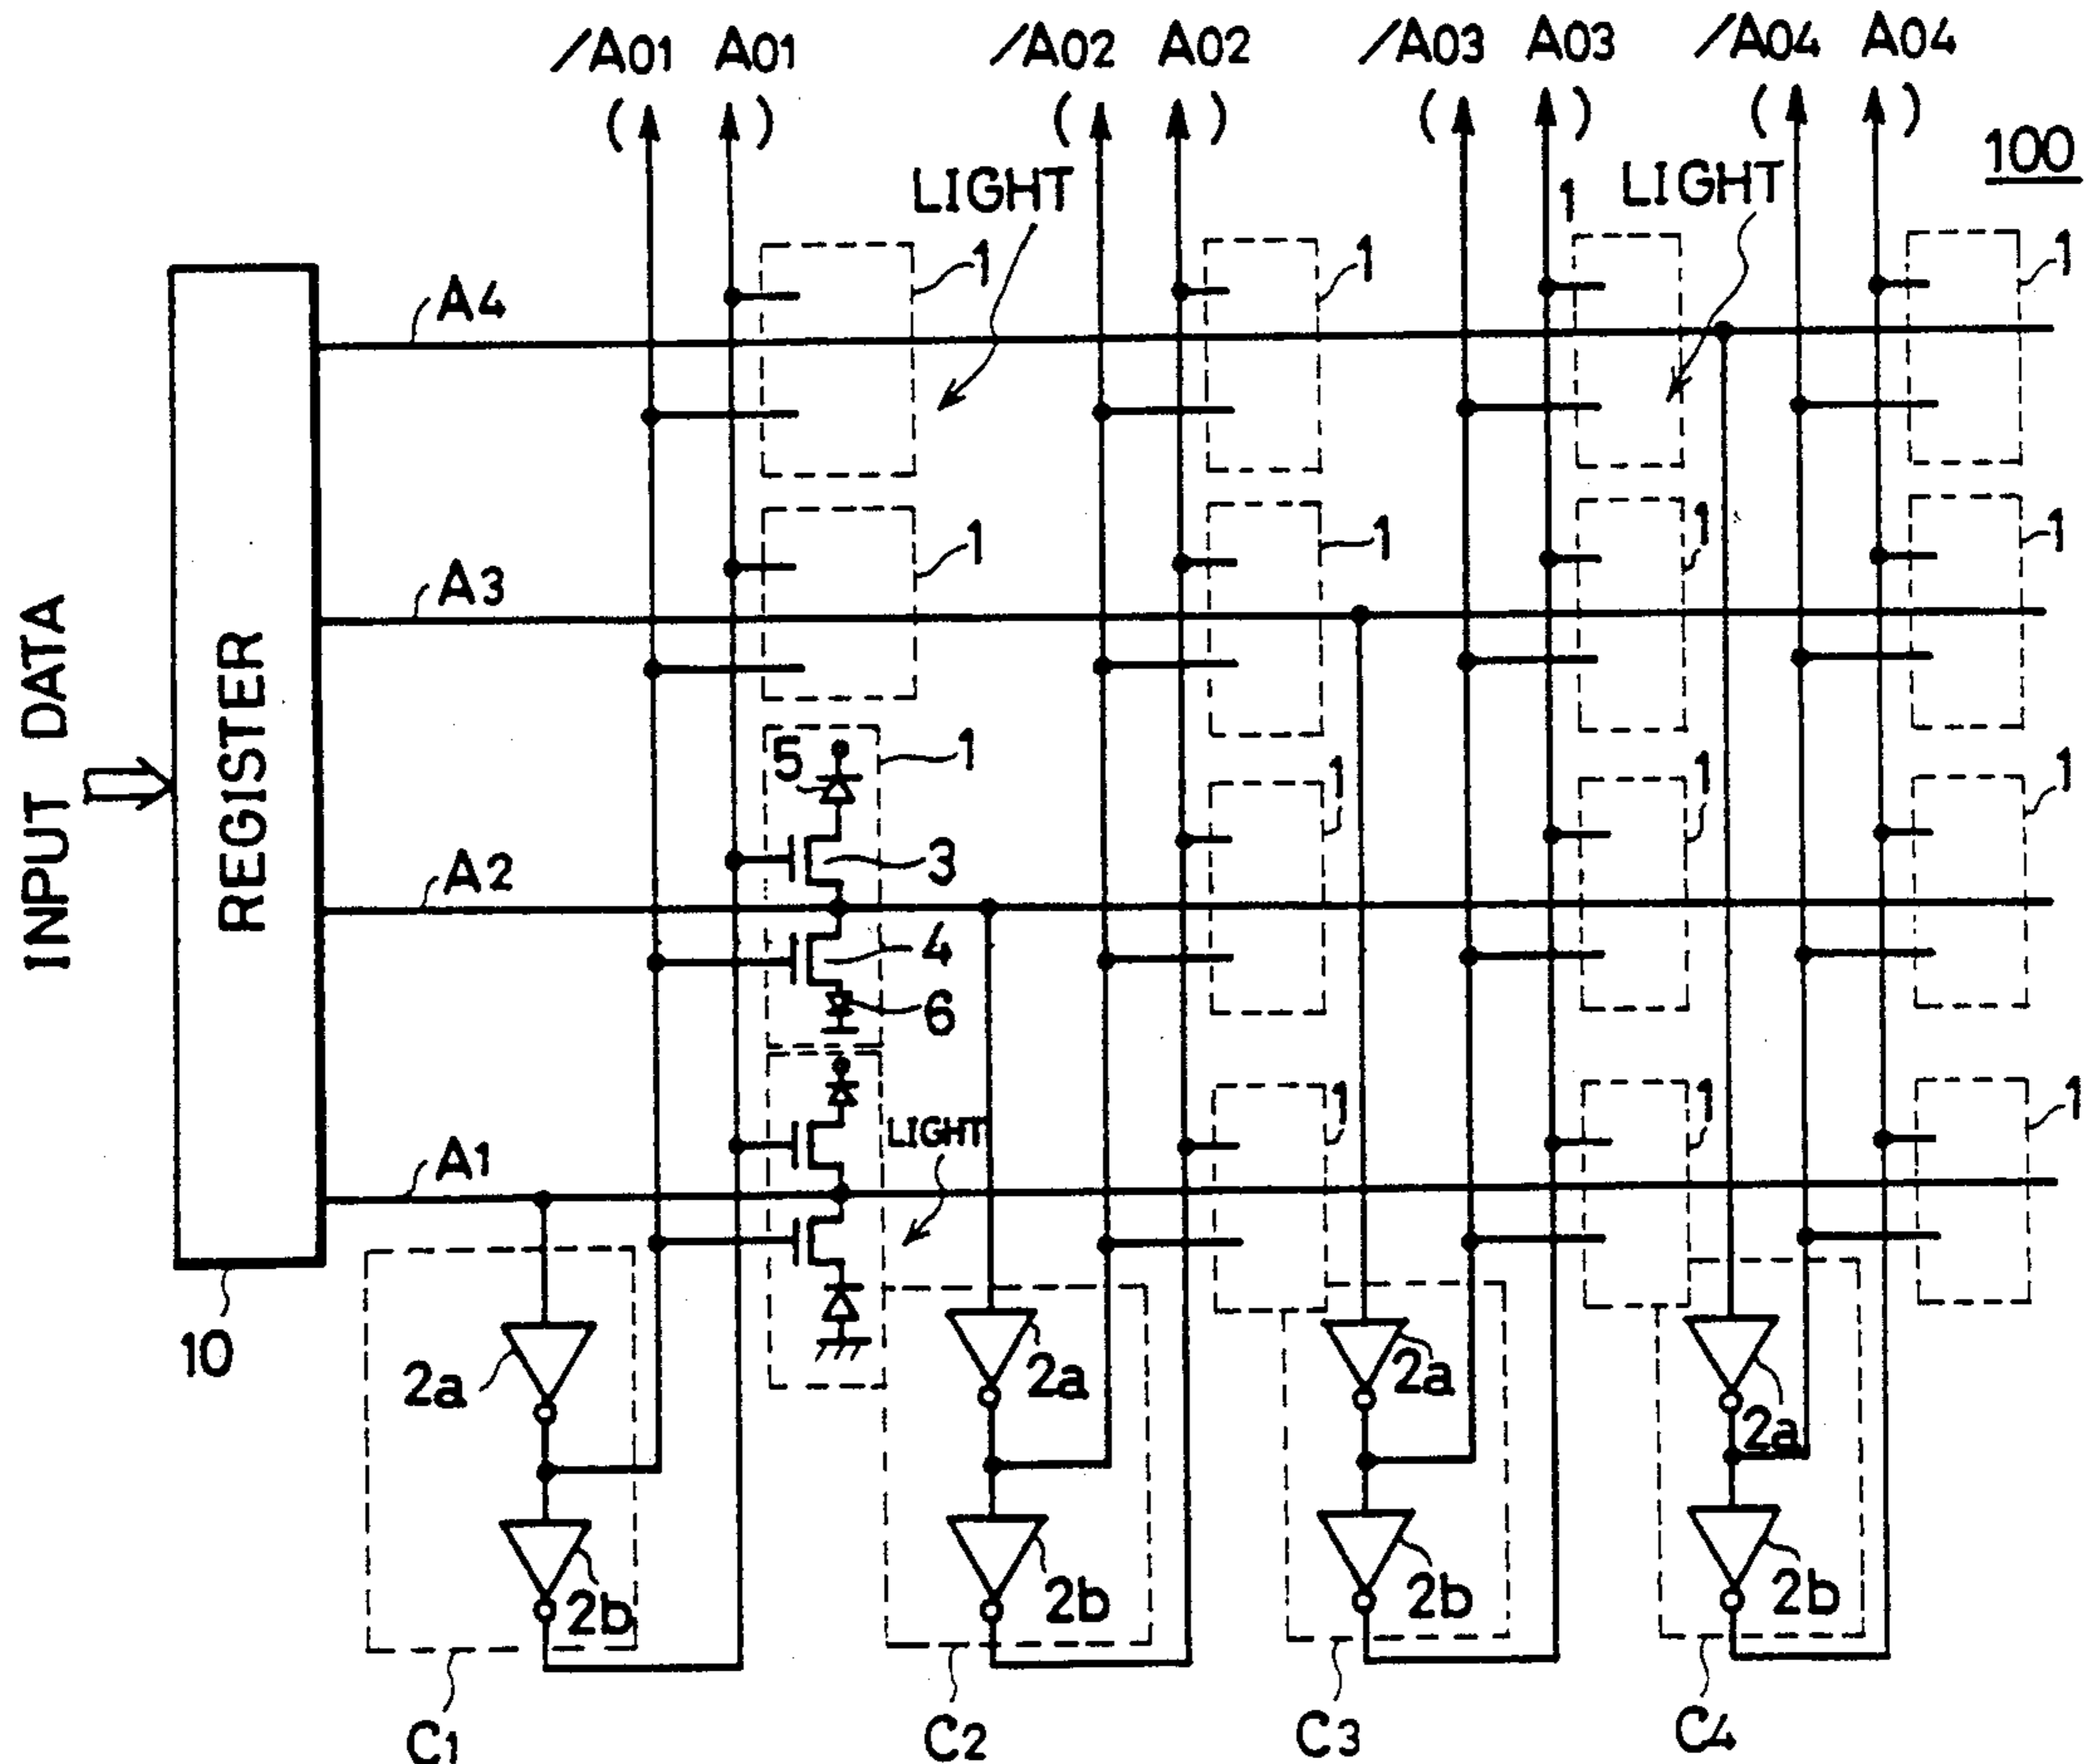 /A01 A01 /A02 A02 /A03 A03 /A04 A04
( ) ( ) ( ) ( )
100
LIGHT LIGHT
1 1 1 1
A4
A3
1 1 1 1
INPUT DATA
REGISTER
5 1 1 1 1
3
A2
4
6
LIGHT
1 1 1
A1
10
2a 2a 2a 2a
2b 2b 2b 2b
C1 C2 C3 C4